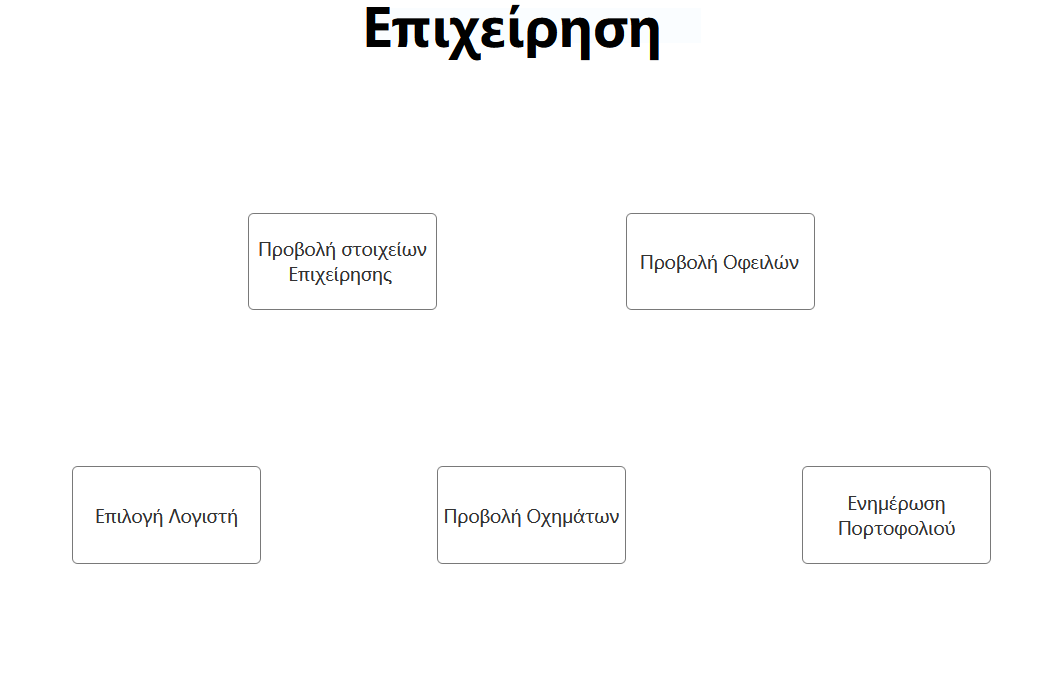 Επιχείρηση
Προβολή στοιχείων
Επιχείρησης
Προβολή Οφειλών
Επιλογή Λογιστή
Προβολή Οχημάτων
Ενημέρωση
Πορτοφολιού